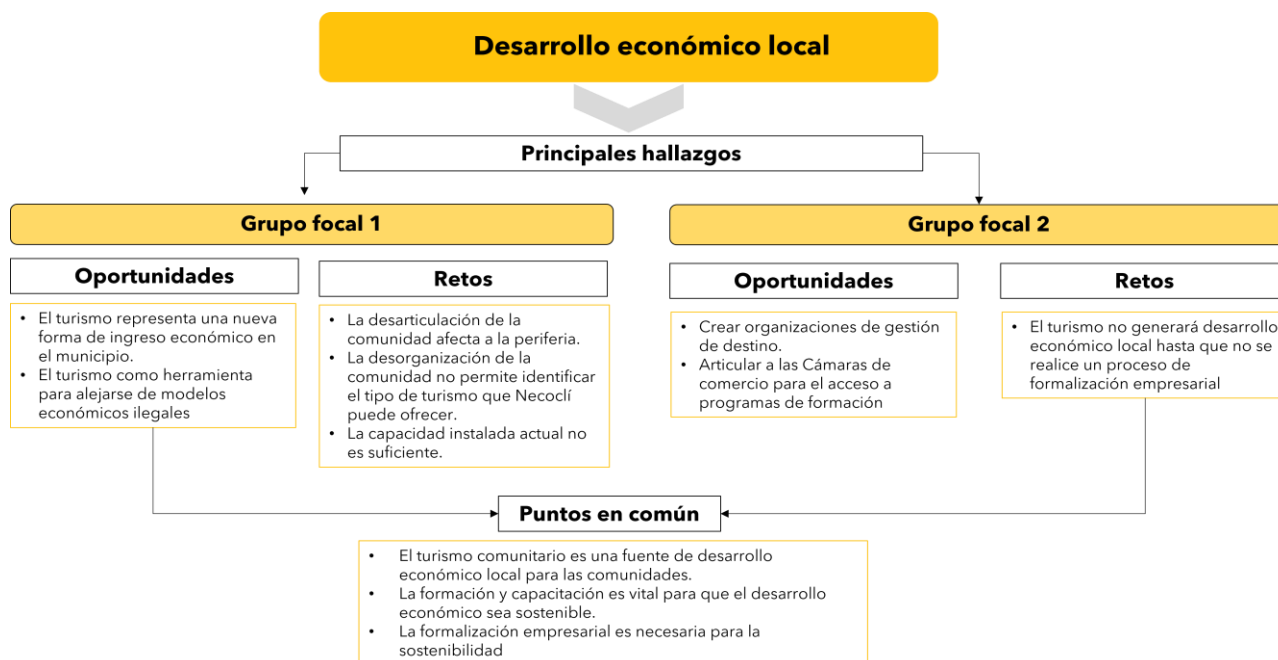 Desarrollo económico local
Principales hallazgos
Grupo focal 1
Oportunidades
• El turismo representa una nueva
forma de ingreso económico en
el municipio.
• El turismo como herramienta
para alejarse de modelos
económicos ilegales
Retos
• La desarticulación de la
comunidad afecta a la periferia.
• La desorganización de la
comunidad no permite identificar
el tipo de turismo que Necoclí
puede ofrecer.
• La capacidad instalada actual no
es suficiente.
Grupo focal 2
Oportunidades
• Crear organizaciones de gestión
de destino.
• Articular a las Cámaras de
comercio para el acceso a
programas de formación
Retos
• El turismo no generará desarrollo
económico local hasta que no se
realice un proceso de
formalización empresarial
Puntos en común
• El turismo comunitario es una fuente de desarrollo
económico local para las comunidades.
• La formación y capacitación es vital para que el desarrollo
económico sea sostenible.
• La formalización empresarial es necesaria para la
sostenibilidad